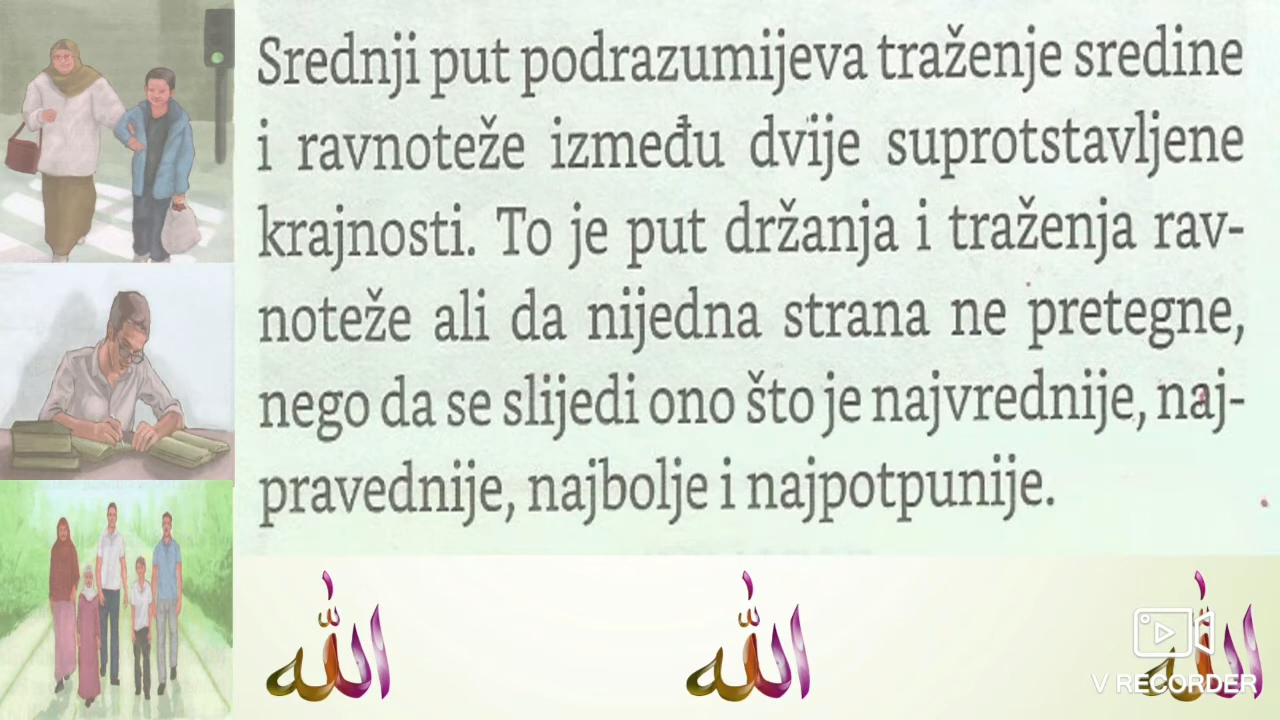 Srednji put podrazumijeva traženje sredine
i ravnoteže između dvije suprotstavljene
krajnosti. To je put držanja i traženja rav-
noteže ali da nijedna strana ne pretegne,
nego da se slijedi ono što je najvrednije, naj-
pravednije, najbolje i najpotpunije.
الله الله الله
V RECORDER